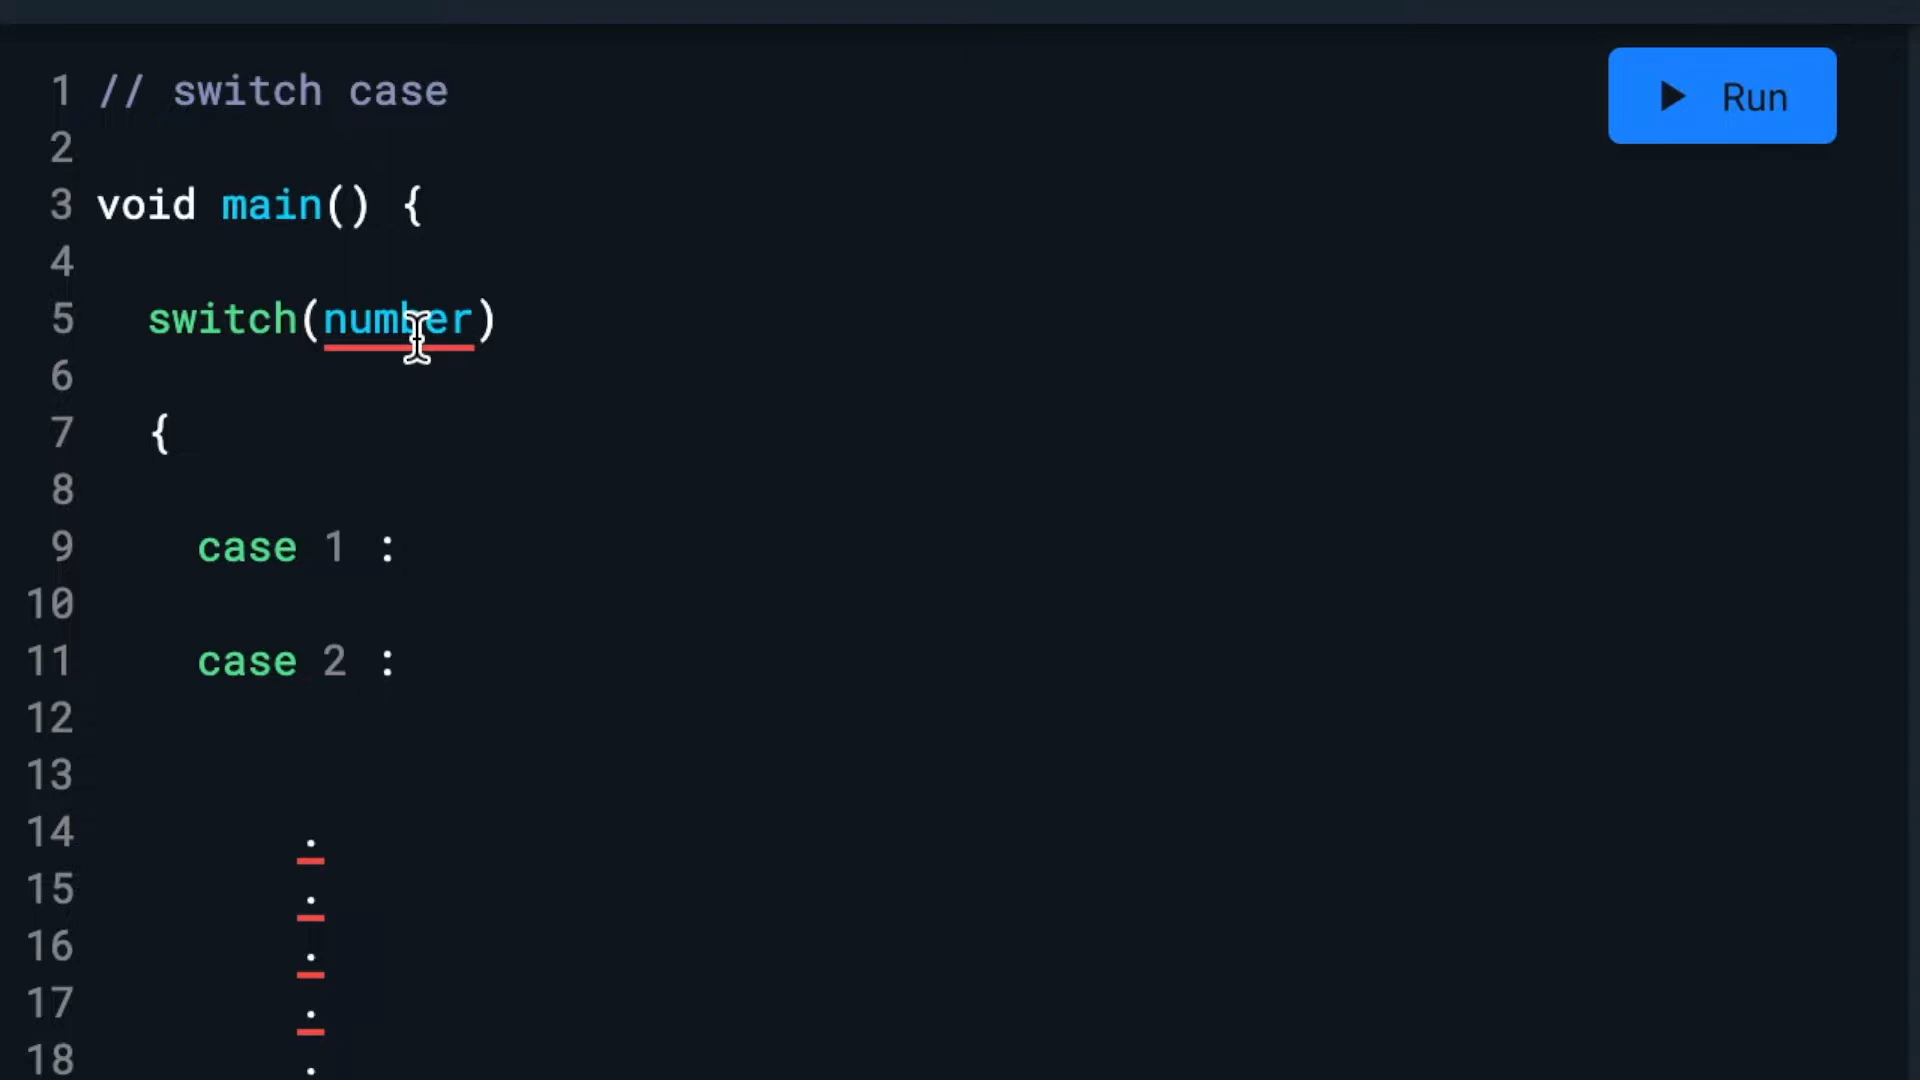 1 // switch case
Run
2
3 void main() {
4
5 switch(number)
6
7 {
8
9 case 1 :
10
11 case 2 :
12
13
14 .
15 .
16 .
17 .
18 .